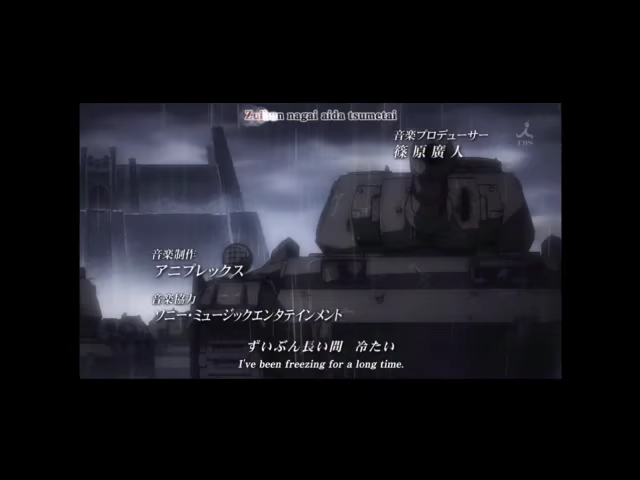 Zuibun nagai aida tsumetai
音楽プロデューサー
篠原廣人
TBS
音楽制作
アニプレックス
音楽協力
ソニー・ミュージックエンタテインメント
ずいぶん長い間 冷たい
I've been freezing for a long time.